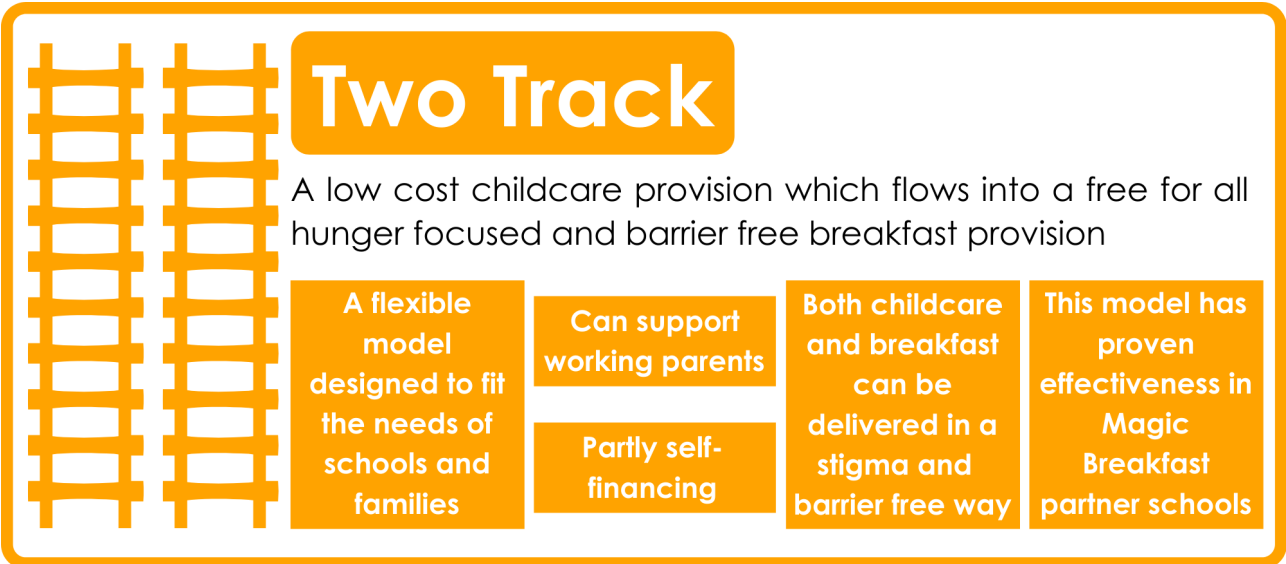 Two Track
A low cost childcare provision which flows into a free for all
hunger focused and barrier free breakfast provision
A flexible
model
designed to fit
the needs of
schools and
families
Can support
working parents
Partly self-
financing
Both childcare
and breakfast
can be
delivered in a
stigma and
barrier free way
This model has
proven
effectiveness in
Magic
Breakfast
partner schools